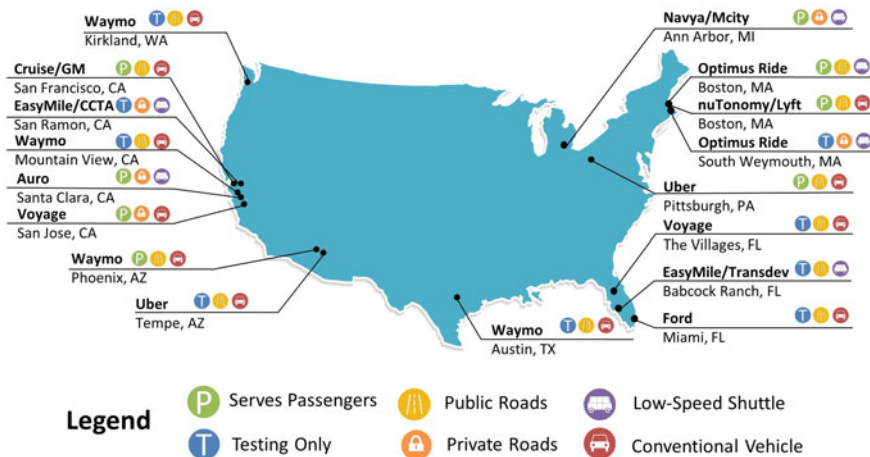 Waymo
Kirkland, WA
Cruise/GM
San Francisco, CA
EasyMile/CCTA
San Ramon, CA
Waymo
Mountain View, CA
Auro
Santa Clara, CA
Voyage
San Jose, CA
Waymo
Phoenix, AZ
Uber
Tempe, AZ
Waymo
Austin, TX
Navya/Mcity
Ann Arbor, MI
Optimus Ride
Boston, MA
nuTonomy/Lyft
Boston, MA
Optimus Ride
South Weymouth, MA
Uber
Pittsburgh, PA
Voyage
The Villages, FL
EasyMile/Transdev
Babcock Ranch, FL
Ford
Miami, FL
Legend
P Serves Passengers
Public Roads
Low-Speed Shuttle
T Testing Only
Private Roads
Conventional Vehicle